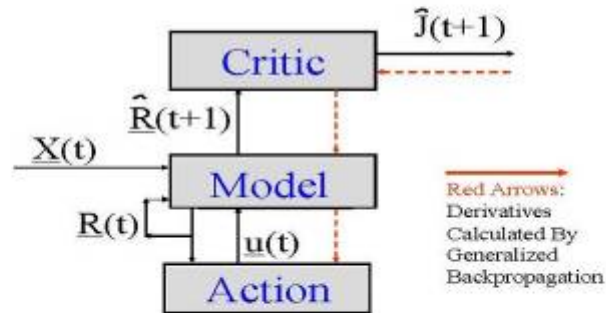 Ĵ(t+1)
Critic
R̂(t+1)
X(t)
Model
Red Arrows:
Derivatives
Calculated By
Generalized
Backpropagation
R(t)
u(t)
Action